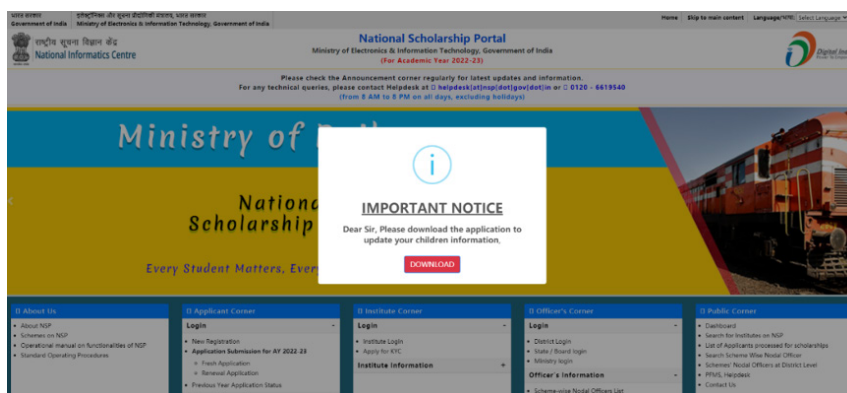 भारत सरकार
Government of India
इलेक्ट्रॉनिक्स और सूचना प्रौद्योगिकी मंत्रालय, भारत सरकार
Ministry of Electronics & Information Technology, Government of India
Home
Skip to main content
Language/भाषा: Select Language
राष्ट्रीय सूचना विज्ञान केंद्र
National Informatics Centre
National Scholarship Portal
Ministry of Electronics & Information Technology, Government of India
(For Academic Year 2022-23)
Digital
Please check the Announcement corner regularly for latest updates and information.
For any technical queries, please contact Helpdesk at helpdesk[at]nsp[dot]gov[dot]in or 0120 - 6619540
(from 8 AM to 8 PM on all days, excluding holidays)
Ministry of
Nationa
Scholarship
Every Student Matters, Ever
IMPORTANT NOTICE
Dear Sir, Please download the application to
update your children information,
DOWNLOAD
About Us
• About NSP
• Schemes on NSP
• Operational manual on functionalities of NSP
• Standard Operating Procedures
Applicant Corner
Login -
• New Registration
• Application Submission for AY 2022-23
Fresh Application
Renewal Application
• Previous Year Application Status
Institute Corner
Login -
• Institute Login
• Apply for KYC
Institute Information +
Officer's Corner
Login -
• District Login
• State / Board login
• Ministry login
Officer's Information -
• Scheme-wise Nodal Officers List
Public Corner
• Dashboard
• Search for Institutes on NSP
• List of Applicants processed for scholarships
• Search Scheme Wise Nodal Officer
• Schemes' Nodal Officers at District Level
• PFMS, Helpdesk
• Contact Us